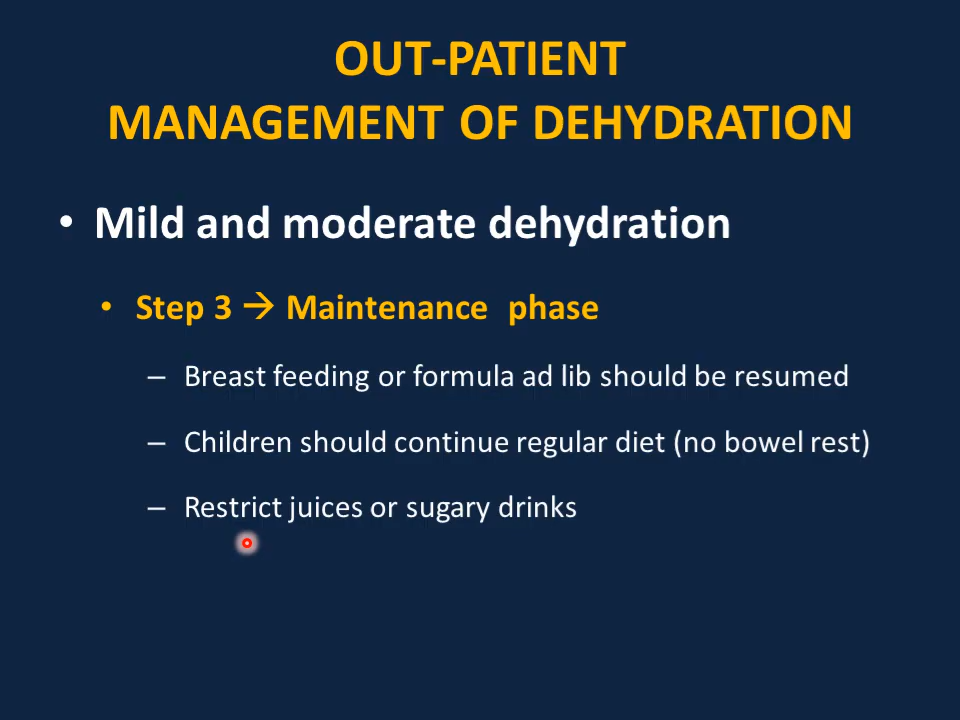 OUT-PATIENT
MANAGEMENT OF DEHYDRATION
• Mild and moderate dehydration
• Step 3 → Maintenance phase
– Breast feeding or formula ad lib should be resumed
– Children should continue regular diet (no bowel rest)
– Restrict juices or sugary drinks